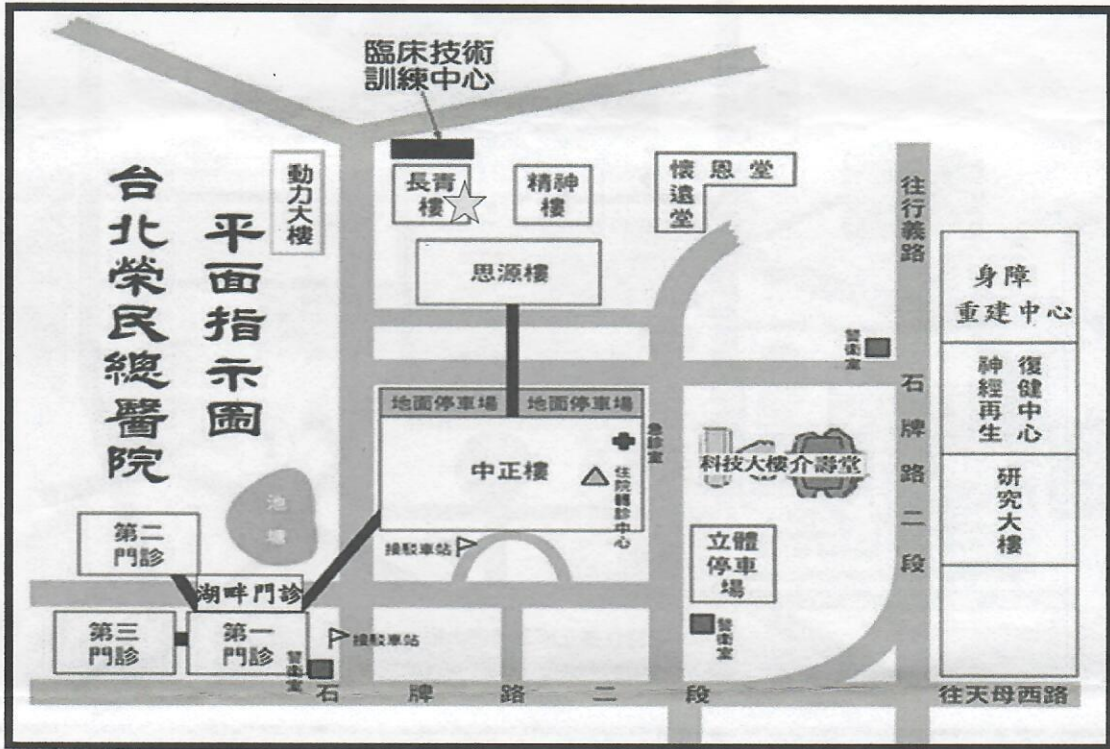 臨床技術
訓練中心
台北榮民總醫院
平面指示圖
動力大樓
長青
樓
精神
樓
懷恩堂
懷遠堂
往行義路
思源樓
身障
重建中心
警衛室
復健中心
神經再生
地面停車場
地面停車場
急診室
中正樓
住院轉診中心
科技大樓
介壽堂
石牌路二段
研究大樓
池塘
第二
門診
接駁車站
立體
停車
場
湖畔門診
第三
門診
第一
門診
接駁車站
警衛室
警衛室
石牌路二段
往天母西路